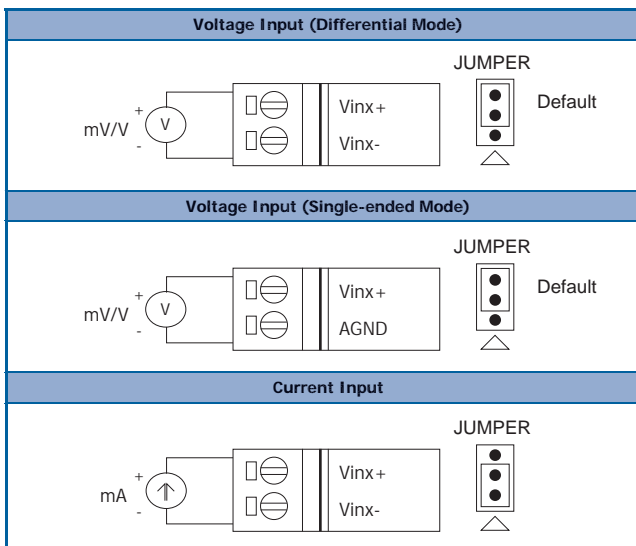 Voltage Input (Differential Mode)
JUMPER
+
mV/V
V
-
Vinx+
Vinx-
Default
Voltage Input (Single-ended Mode)
JUMPER
+
mV/V
V
-
Vinx+
AGND
Default
Current Input
JUMPER
+
mA
-
Vinx+
Vinx-